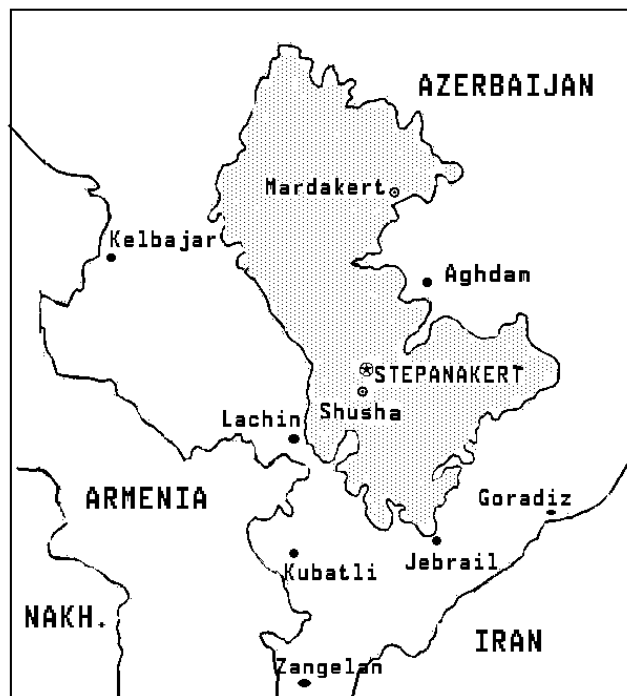 AZERBAIJAN
Mardakert
Kelbajar
Aghdam
STEPANAKERT
Shusha
Lachin
ARMENIA
Goradiz
Kubatli
Jebrail
NAKH.
IRAN
Zangelan